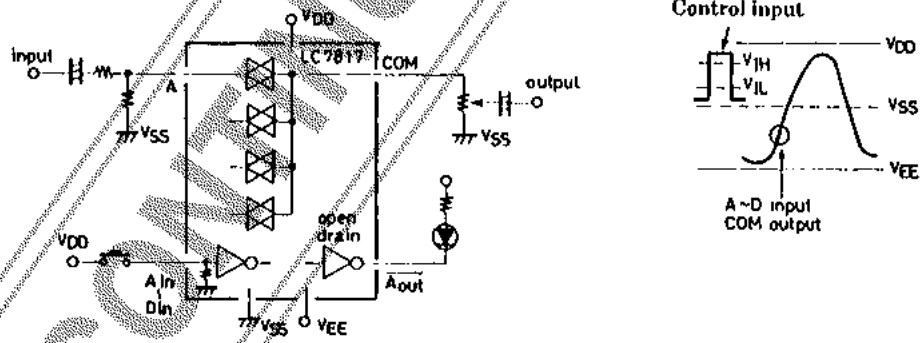 VDD
LC7817
input
A
COM
output
VSS
VSS
open
drain
VDD
A in
~
D in
VSS
VEE
Aout
Control input
VDD
VIH
VIL
VSS
VEE
A ~D input
COM output